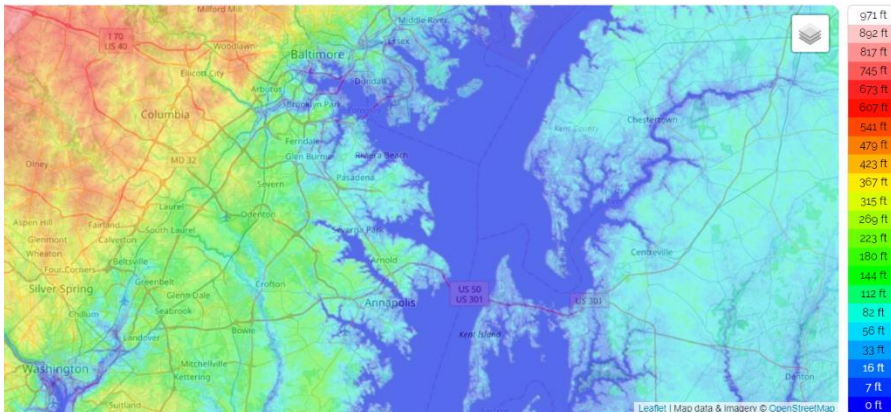 Milford Mill
Middle River
I 70
US 40
Woodlawn
Essex
Baltimore
Ellicott City
Dundalk
Arbutus
Brooklyn Park
Columbia
Chestertown
Kent County
Ferndale
Glen Burnie
Riviera Beach
MD 32
Olney
Pasadena
Severn
Laurel
Odenton
Aspen Hill
Fairland
South Laurel
Severna Park
Glenmont
Calverton
Wheaton
Beltsville
Arnold
Centreville
Four Corners
Greenbelt
Crofton
Silver Spring
Glenn Dale
US 50
US 301
US 301
Seabrook
Annapolis
Chillum
Bowie
Landover
Kent Island
Mitchellville
Washington
Kettering
Denton
Suitland
Leaflet | Map data & Imagery © OpenStreetMap
971 ft
892 ft
817 ft
745 ft
673 ft
607 ft
541 ft
479 ft
423 ft
367 ft
315 ft
269 ft
223 ft
180 ft
144 ft
112 ft
82 ft
56 ft
33 ft
16 ft
7 ft
0 ft